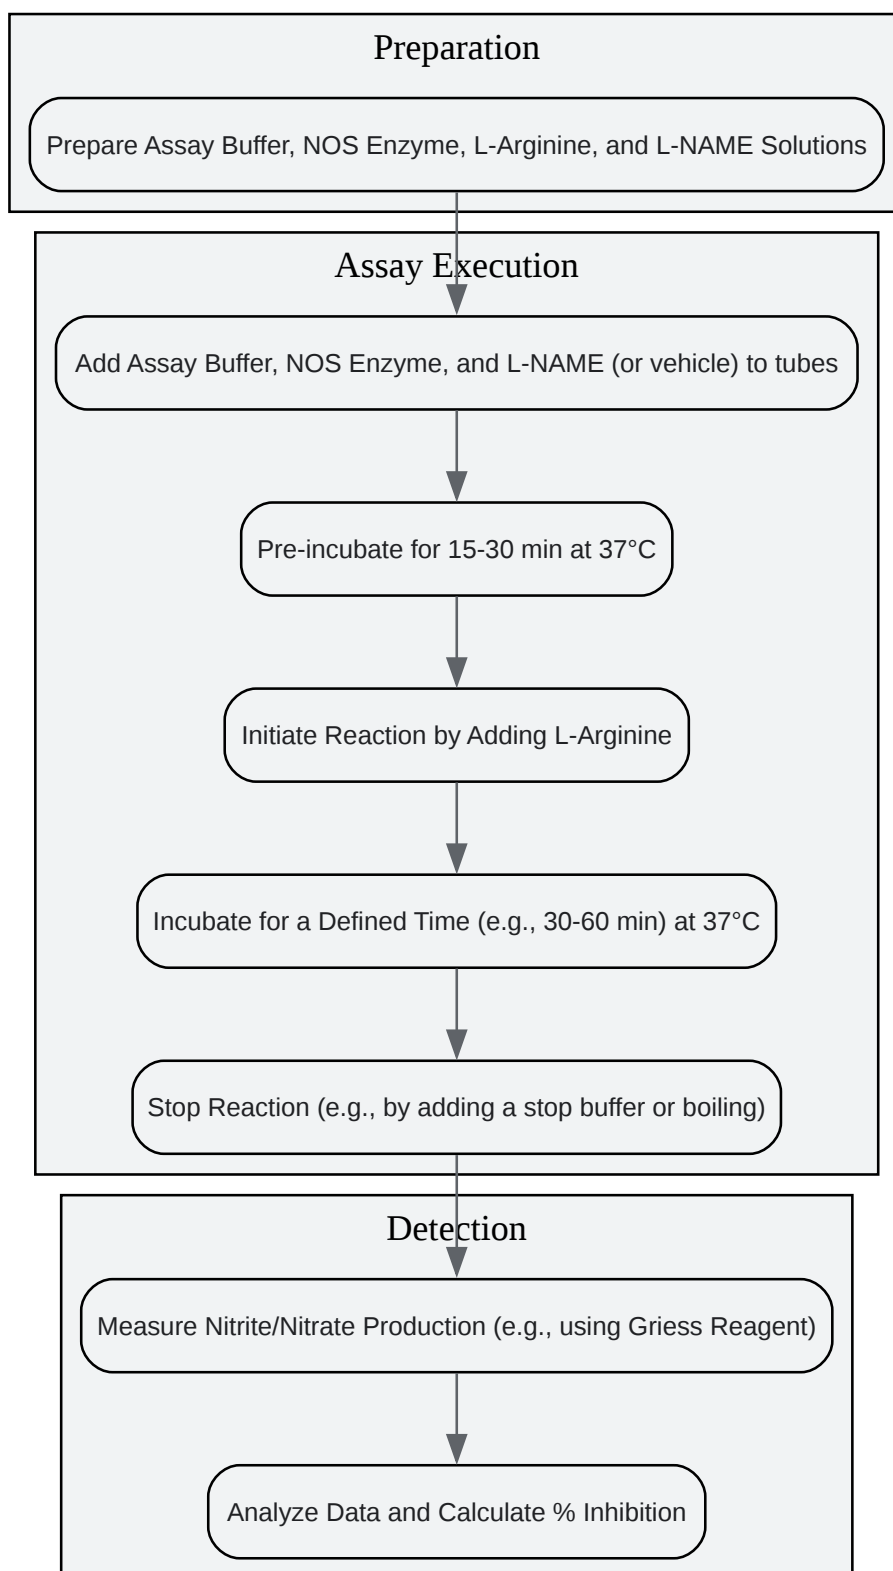 Preparation
Prepare Assay Buffer, NOS Enzyme, L-Arginine, and L-NAME Solutions
Assay Execution
Add Assay Buffer, NOS Enzyme, and L-NAME (or vehicle) to tubes
Pre-incubate for 15-30 min at 37°C
Initiate Reaction by Adding L-Arginine
Incubate for a Defined Time (e.g., 30-60 min) at 37°C
Stop Reaction (e.g., by adding a stop buffer or boiling)
Detection
Measure Nitrite/Nitrate Production (e.g., using Griess Reagent)
Analyze Data and Calculate % Inhibition